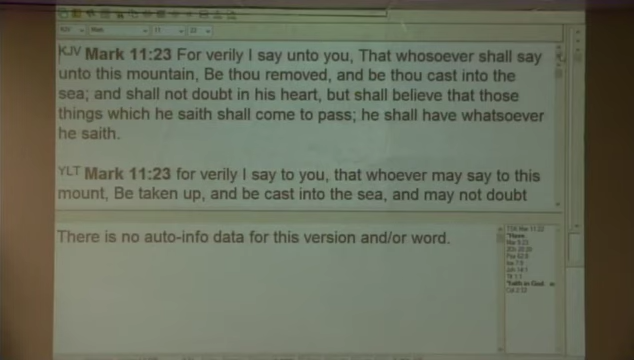 KJV Mark 11:23 For verily I say unto you, That whosoever shall say
unto this mountain, Be thou removed, and be thou cast into the
sea; and shall not doubt in his heart, but shall believe that those
things which he saith shall come to pass; he shall have whatsoever
he saith.
YLT Mark 11:23 for verily I say to you, that whoever may say to this
mount, Be taken up, and be cast into the sea, and may not doubt
There is no auto-info data for this version and/or word.